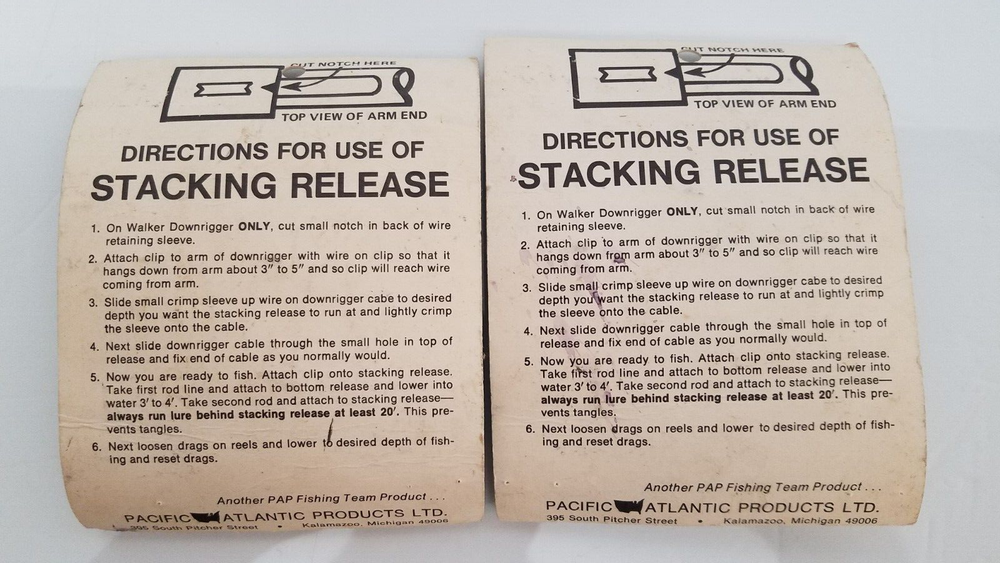 CUT NOTCH HERE
TOP VIEW OF ARM END
DIRECTIONS FOR USE OF
STACKING RELEASE
1. On Walker Downrigger ONLY, cut small notch in back of wire
retaining sleeve.
2. Attach clip to arm of downrigger with wire on clip so that it
hangs down from arm about 3" to 5" and so clip will reach wire
coming from arm.
3. Slide small crimp sleeve up wire on downrigger cabe to desired
depth you want the stacking release to run at and lightly crimp
the sleeve onto the cable.
4. Next slide downrigger cable through the small hole in top of
release and fix end of cable as you normally would.
5. Now you are ready to fish. Attach clip onto stacking release.
Take first rod line and attach to bottom release and lower into
water 3' to 4'. Take second rod and attach to stacking release—
always run lure behind stacking release at least 20'. This pre-
vents tangles.
6. Next loosen drags on reels and lower to desired depth of fish-
ing and reset drags.
Another PAP Fishing Team Product . . .
PACIFIC ATLANTIC PRODUCTS LTD.
395 South Pitcher Street • Kalamazoo, Michigan 49006
CUT NOTCH HERE
TOP VIEW OF ARM END
DIRECTIONS FOR USE OF
STACKING RELEASE
1. On Walker Downrigger ONLY, cut small notch in back of wire
retaining sleeve.
2. Attach clip to arm of downrigger with wire on clip so that it
hangs down from arm about 3" to 5" and so clip will reach wire
coming from arm.
3. Slide small crimp sleeve up wire on downrigger cabe to desired
depth you want the stacking release to run at and lightly crimp
the sleeve onto the cable.
4. Next slide downrigger cable through the small hole in top of
release and fix end of cable as you normally would.
5. Now you are ready to fish. Attach clip onto stacking release.
Take first rod line and attach to bottom release and lower into
water 3' to 4'. Take second rod and attach to stacking release—
always run lure behind stacking release at least 20'. This pre-
vents tangles.
6. Next loosen drags on reels and lower to desired depth of fish-
ing and reset drags.
Another PAP Fishing Team Product . . .
PACIFIC ATLANTIC PRODUCTS LTD.
395 South Pitcher Street • Kalamazoo, Michigan 49006